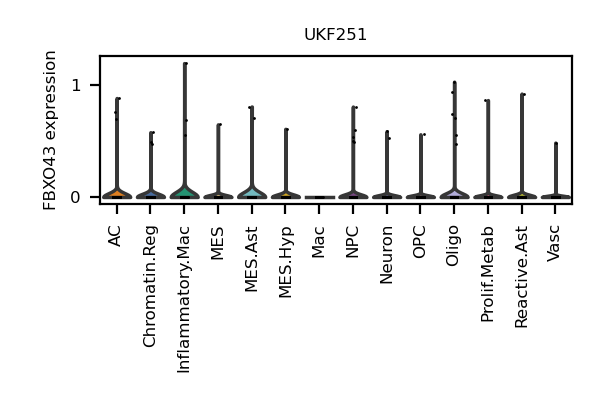 UKF251
FBXO43 expression
1
0
AC
Chromatin.Reg
Inflammatory.Mac
MES
MES.Ast
MES.Hyp
Mac
NPC
Neuron
OPC
Oligo
Prolif.Metab
Reactive.Ast
Vasc